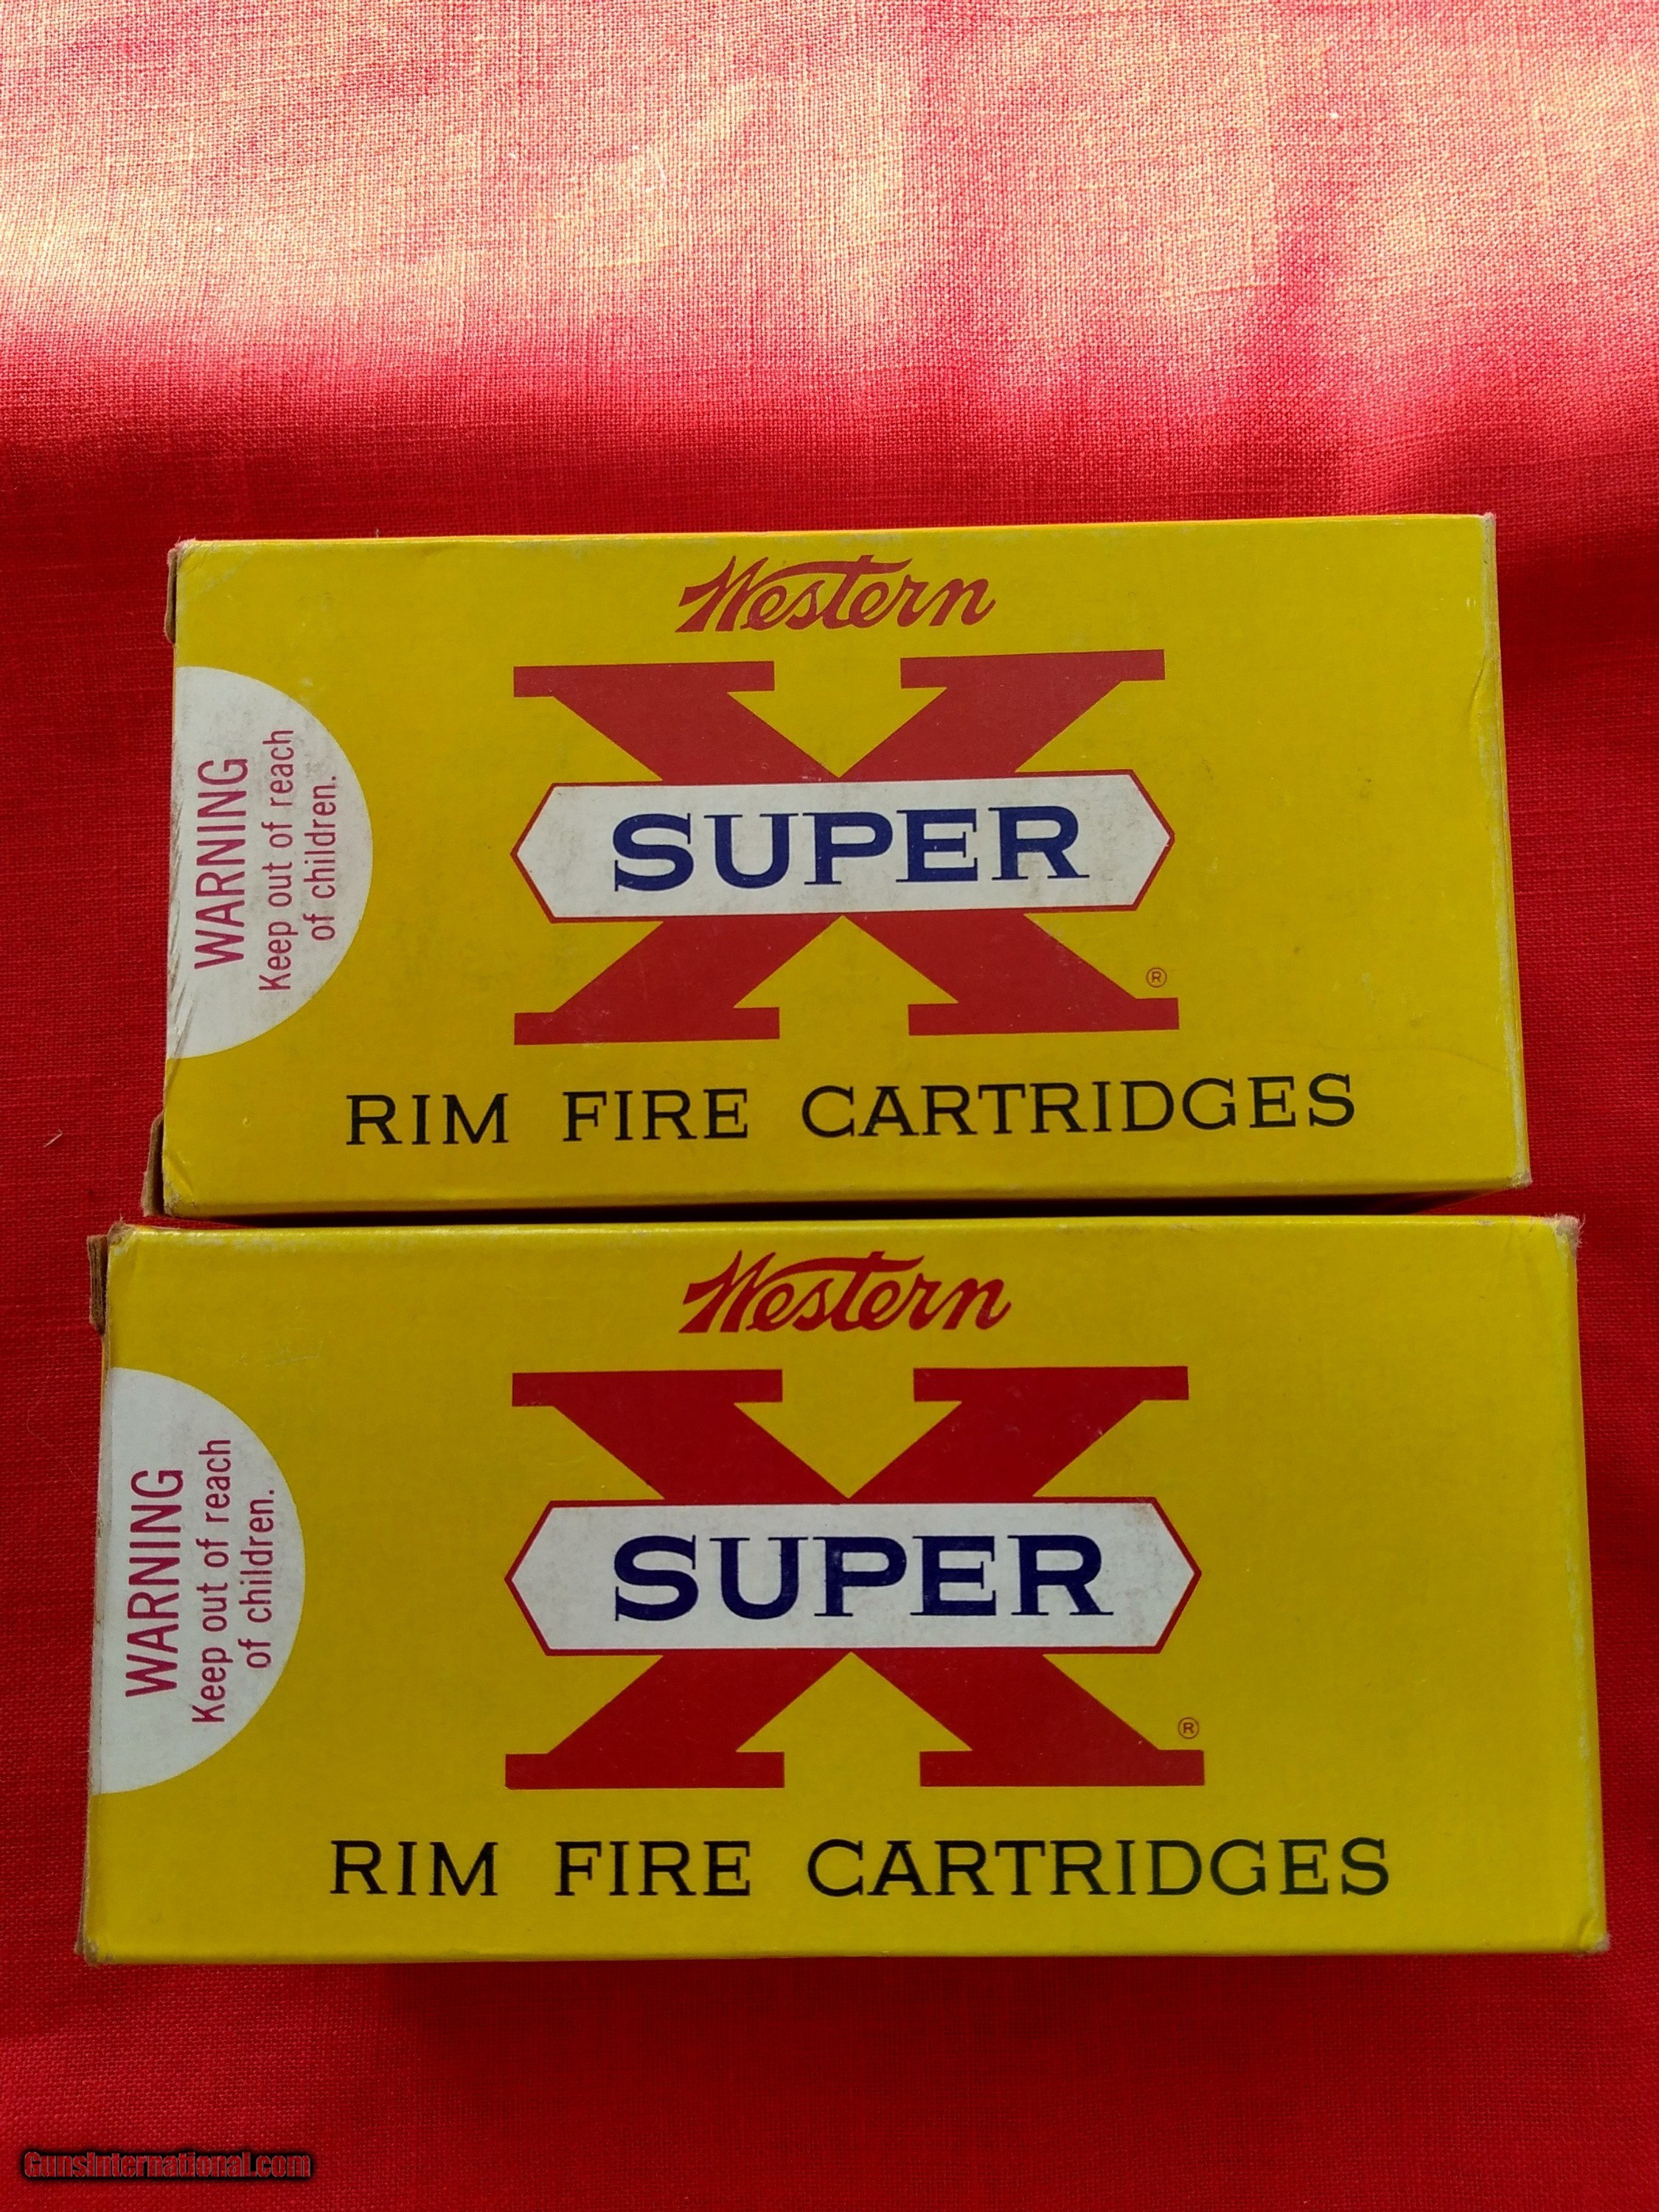 Western
X
SUPER
®
RIM FIRE CARTRIDGES
WARNING
Keep out of reach
of children.
Western
X
SUPER
®
RIM FIRE CARTRIDGES
WARNING
Keep out of reach
of children.
GunsInternational.com